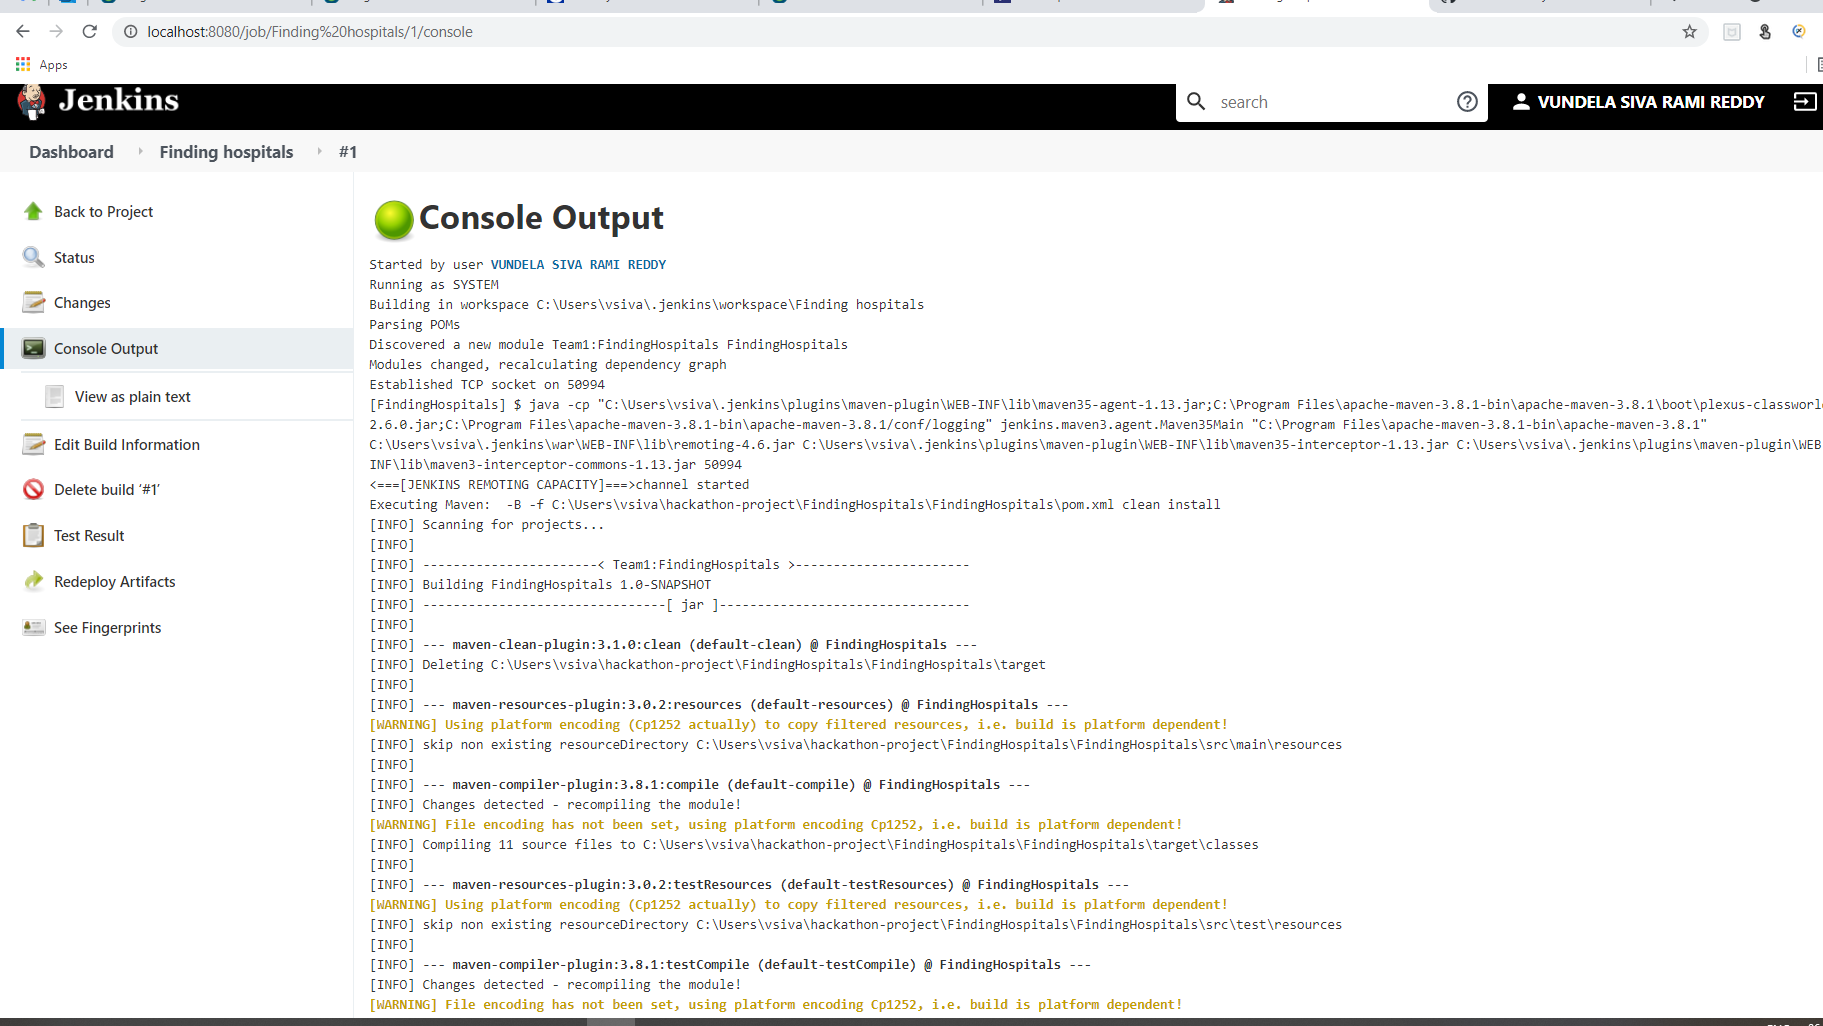 localhost:8080/job/Finding%20hospitals/1/console
Apps
Jenkins
search
VUNDELA SIVA RAMI REDDY
Dashboard
Finding hospitals
#1
Back to Project
Status
Changes
Console Output
View as plain text
Edit Build Information
Delete build ‘#1’
Test Result
Redeploy Artifacts
See Fingerprints
Console Output
Started by user VUNDELA SIVA RAMI REDDY
Running as SYSTEM
Building in workspace C:\Users\vsiva\.jenkins\workspace\Finding hospitals
Parsing POMs
Discovered a new module Team1:FindingHospitals FindingHospitals
Modules changed, recalculating dependency graph
Established TCP socket on 50994
[FindingHospitals] $ java -cp "C:\Users\vsiva\.jenkins\plugins\maven-plugin\WEB-INF\lib\maven35-agent-1.13.jar;C:\Program Files\apache-maven-3.8.1-bin\apache-maven-3.8.1\boot\plexus-classworl
2.6.0.jar;C:\Program Files\apache-maven-3.8.1-bin\apache-maven-3.8.1/conf/logging" jenkins.maven3.agent.Maven35Main "C:\Program Files\apache-maven-3.8.1-bin\apache-maven-3.8.1"
C:\Users\vsiva\.jenkins\war\WEB-INF\lib\remoting-4.6.jar C:\Users\vsiva\.jenkins\plugins\maven-plugin\WEB-INF\lib\maven35-interceptor-1.13.jar C:\Users\vsiva\.jenkins\plugins\maven-plugin\WEB
INF\lib\maven3-interceptor-commons-1.13.jar 50994
<===[JENKINS REMOTING CAPACITY]===>channel started
Executing Maven:  -B -f C:\Users\vsiva\hackathon-project\FindingHospitals\FindingHospitals\pom.xml clean install
[INFO] Scanning for projects...
[INFO]
[INFO] -----------------------< Team1:FindingHospitals >-----------------------
[INFO] Building FindingHospitals 1.0-SNAPSHOT
[INFO] --------------------------------[ jar ]---------------------------------
[INFO]
[INFO] --- maven-clean-plugin:3.1.0:clean (default-clean) @ FindingHospitals ---
[INFO] Deleting C:\Users\vsiva\hackathon-project\FindingHospitals\FindingHospitals\target
[INFO]
[INFO] --- maven-resources-plugin:3.0.2:resources (default-resources) @ FindingHospitals ---
[WARNING] Using platform encoding (Cp1252 actually) to copy filtered resources, i.e. build is platform dependent!
[INFO] skip non existing resourceDirectory C:\Users\vsiva\hackathon-project\FindingHospitals\FindingHospitals\src\main\resources
[INFO]
[INFO] --- maven-compiler-plugin:3.8.1:compile (default-compile) @ FindingHospitals ---
[INFO] Changes detected - recompiling the module!
[WARNING] File encoding has not been set, using platform encoding Cp1252, i.e. build is platform dependent!
[INFO] Compiling 11 source files to C:\Users\vsiva\hackathon-project\FindingHospitals\FindingHospitals\target\classes
[INFO]
[INFO] --- maven-resources-plugin:3.0.2:testResources (default-testResources) @ FindingHospitals ---
[WARNING] Using platform encoding (Cp1252 actually) to copy filtered resources, i.e. build is platform dependent!
[INFO] skip non existing resourceDirectory C:\Users\vsiva\hackathon-project\FindingHospitals\FindingHospitals\src\test\resources
[INFO]
[INFO] --- maven-compiler-plugin:3.8.1:testCompile (default-testCompile) @ FindingHospitals ---
[INFO] Changes detected - recompiling the module!
[WARNING] File encoding has not been set, using platform encoding Cp1252, i.e. build is platform dependent!